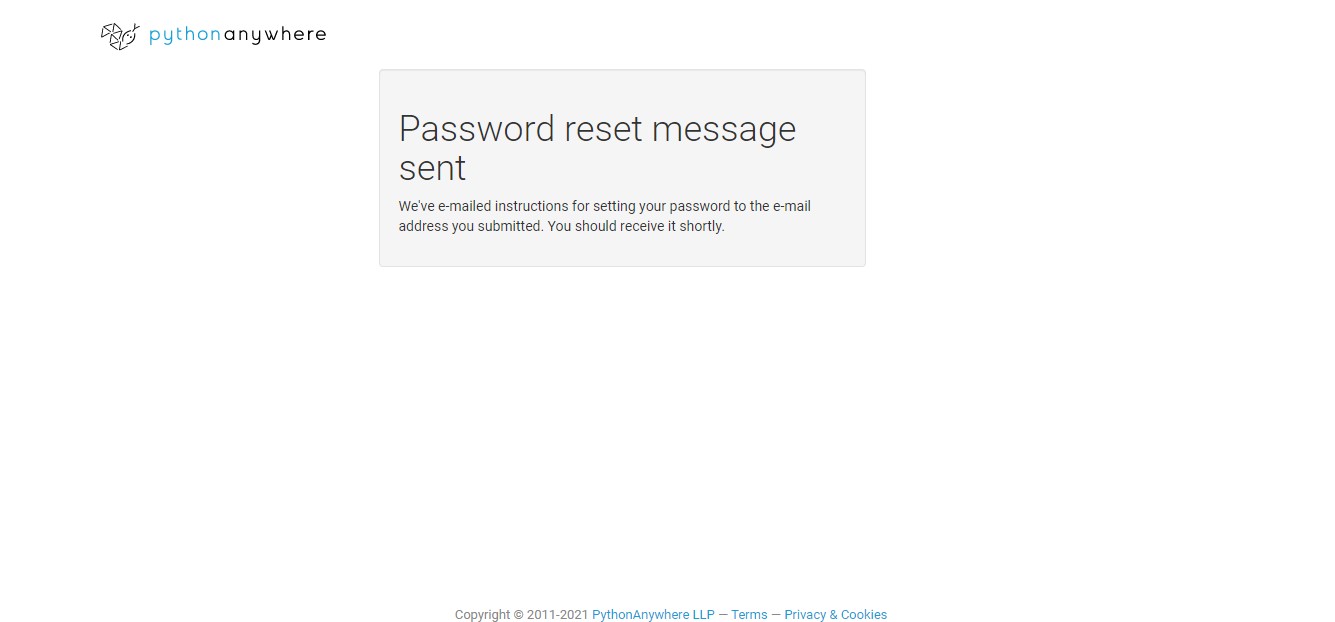 pythonanywhere
Password reset message
sent
We've e-mailed instructions for setting your password to the e-mail
address you submitted. You should receive it shortly.
Copyright © 2011-2021 PythonAnywhere LLP — Terms — Privacy & Cookies